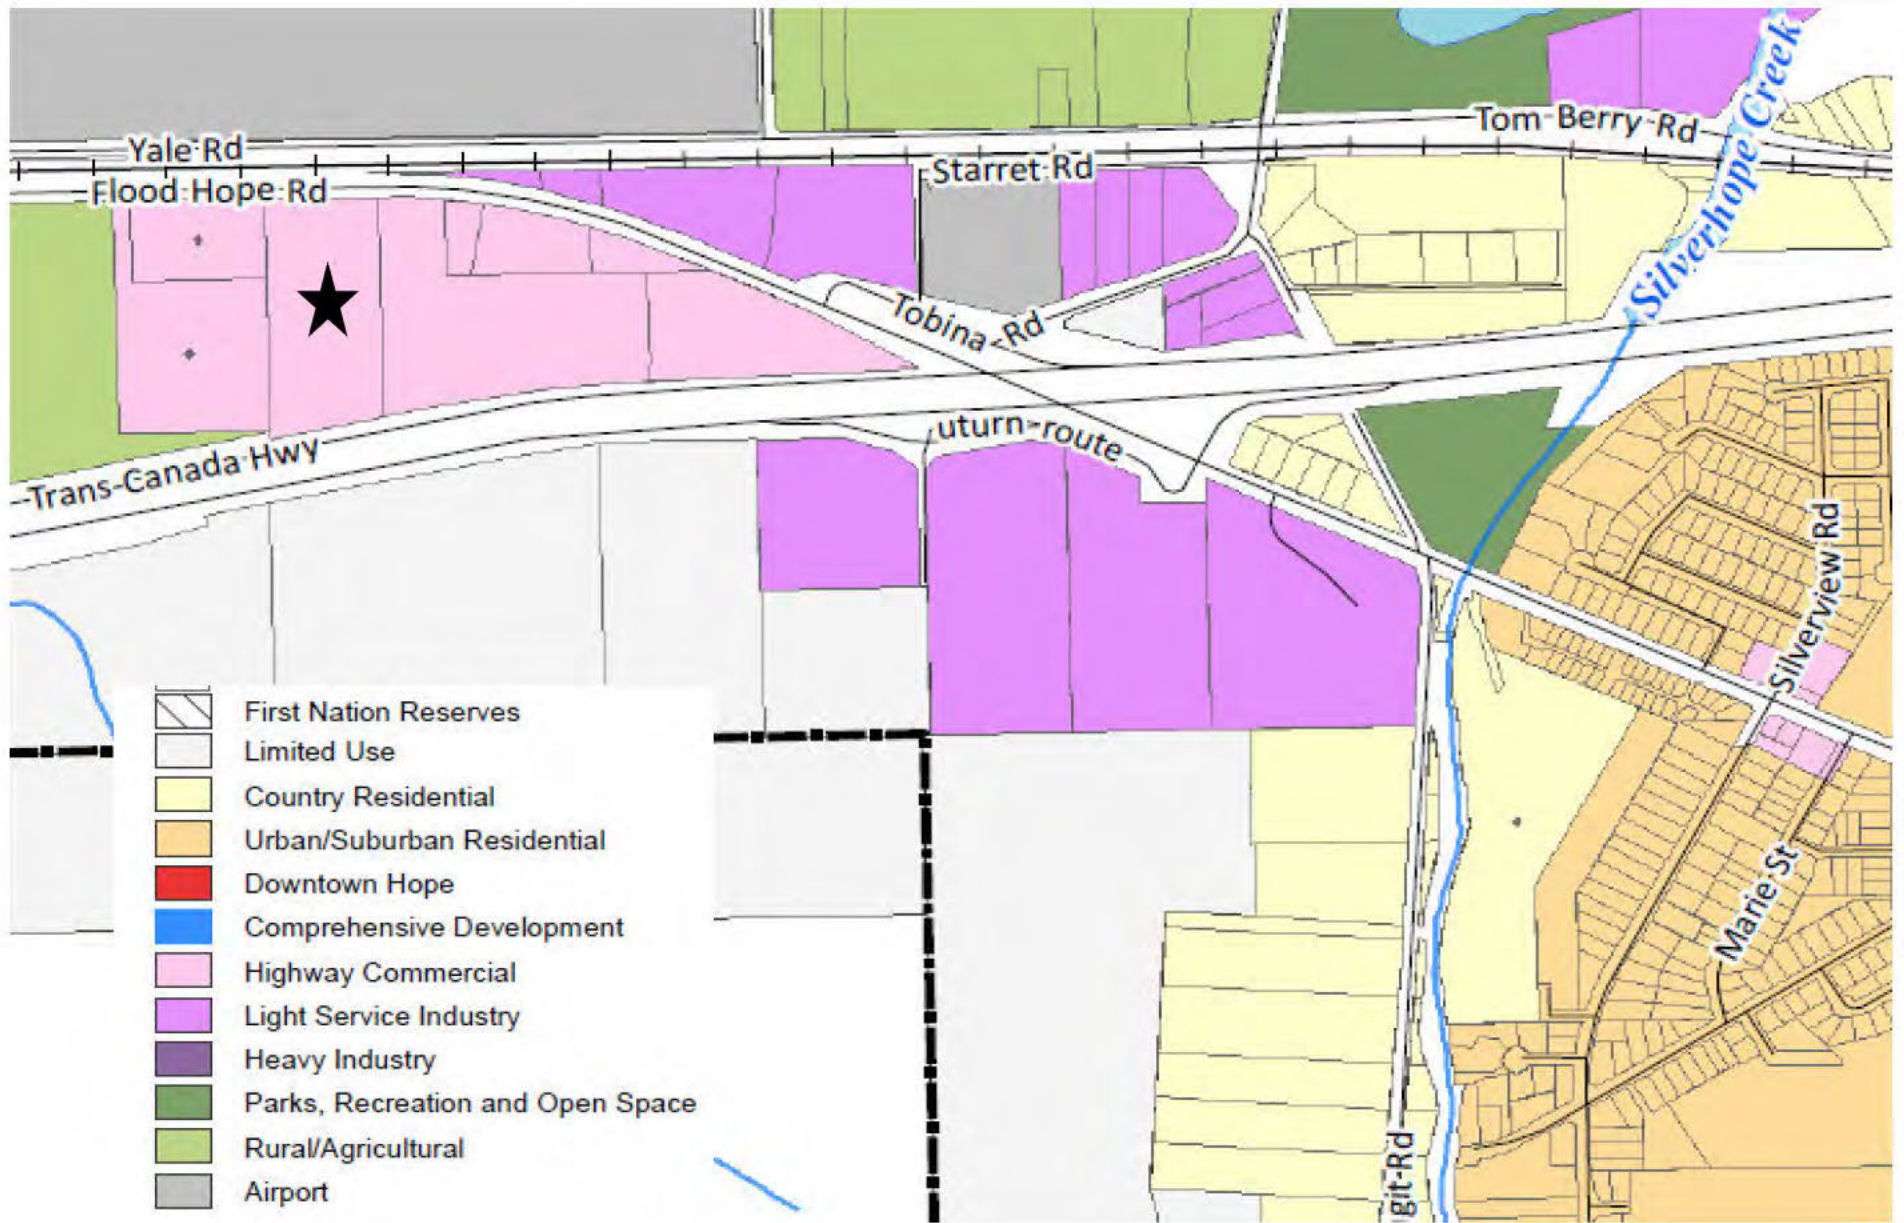 Yale Rd
Tom Berry Rd
Starret Rd
Flood Hope Rd
Silverhope Creek
Tobina Rd
uturn route
Trans-Canada Hwy
Silverview Rd
First Nation Reserves
Limited Use
Country Residential
Urban/Suburban Residential
Downtown Hope
Comprehensive Development
Highway Commercial
Light Service Industry
Heavy Industry
Parks, Recreation and Open Space
Rural/Agricultural
Airport
Marie St
git Rd